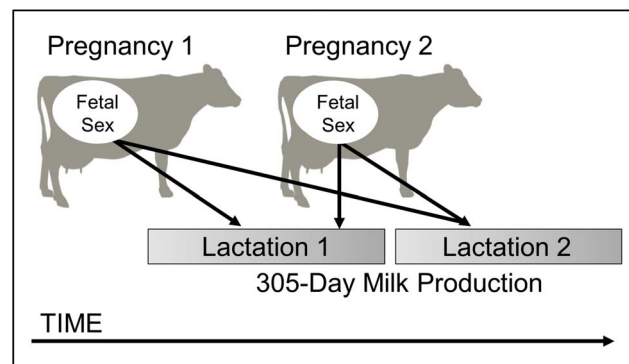 Pregnancy 1
Pregnancy 2
Fetal
Sex
Fetal
Sex
Lactation 1
Lactation 2
305-Day Milk Production
TIME